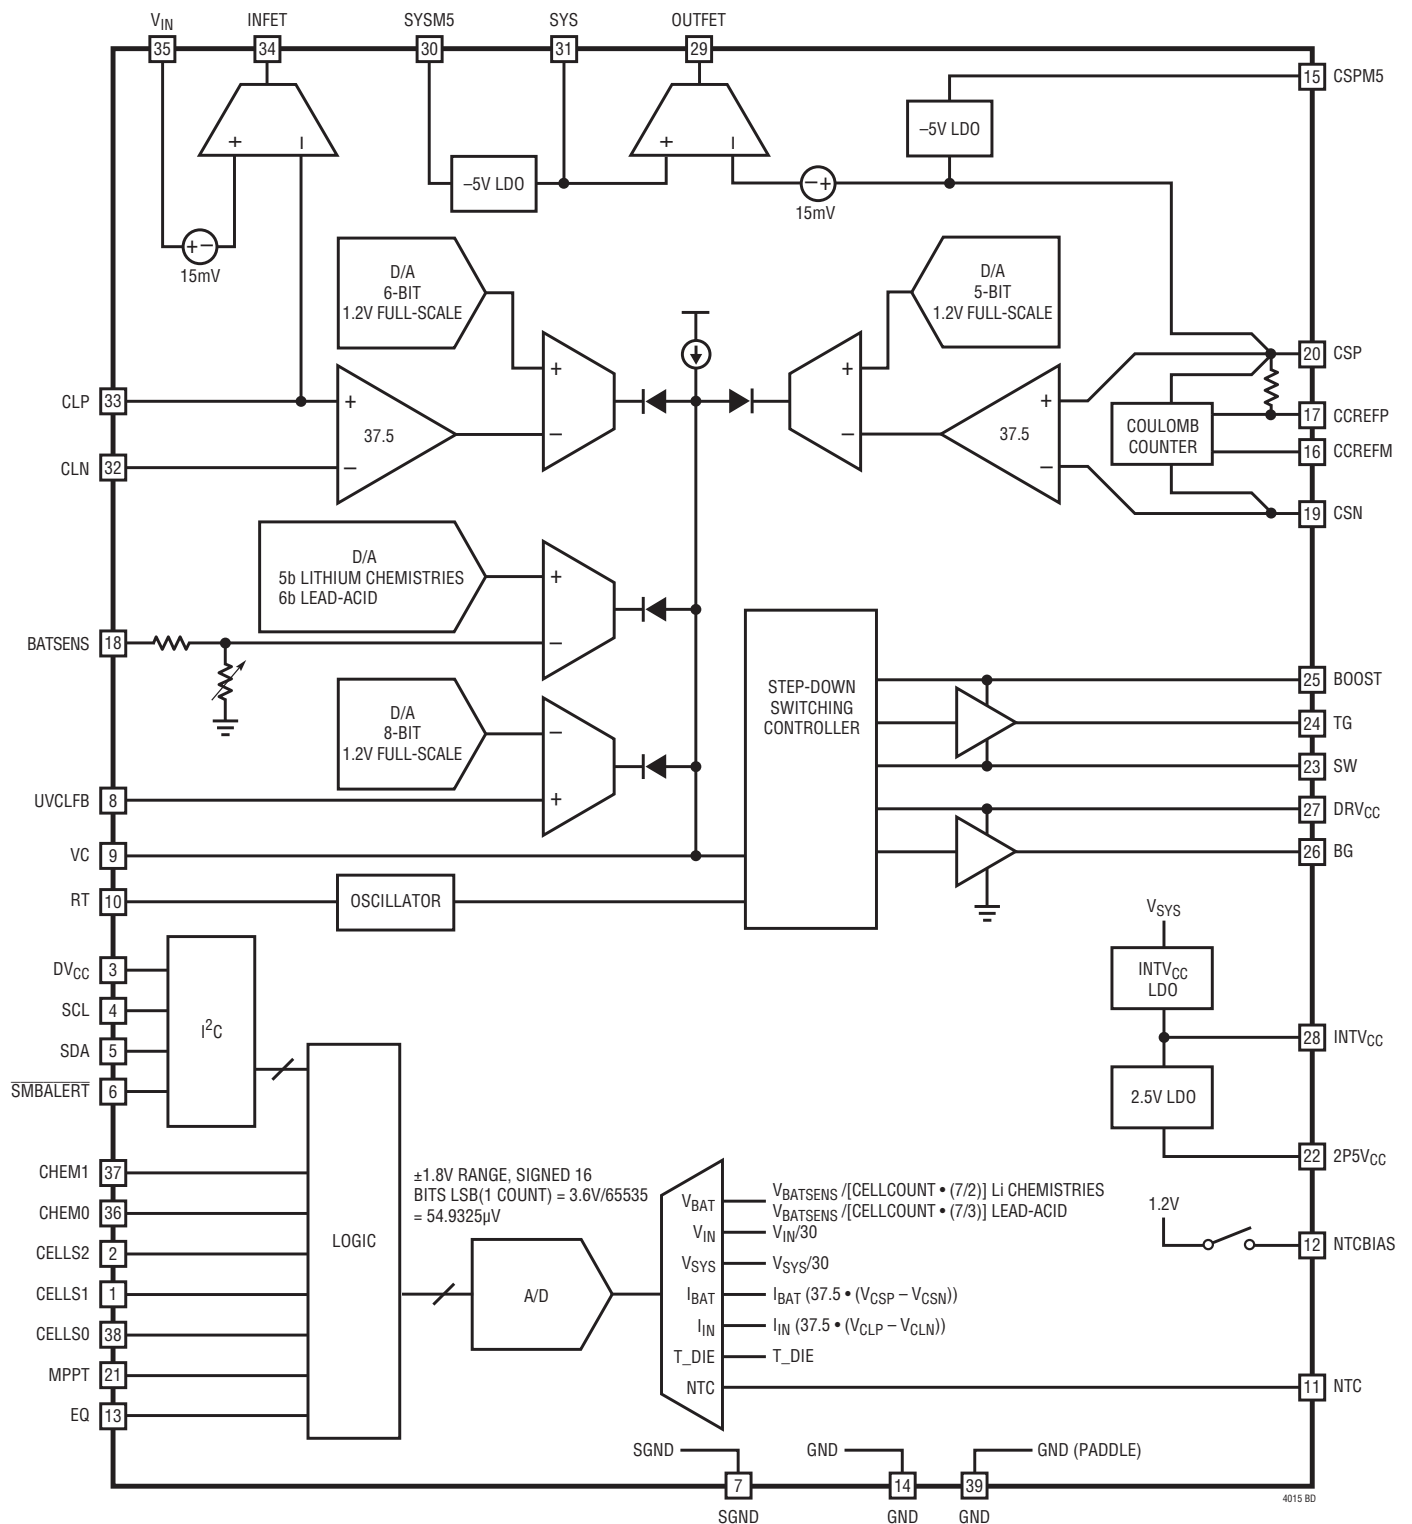 VIN INFET SYSM5 SYS OUTFET
35 34 30 31 29
15 CSPM5
–5V LDO
+ –
+ –
–5V LDO
– +
15mV
+ –
15mV
D/A
6-BIT
1.2V FULL-SCALE
D/A
5-BIT
1.2V FULL-SCALE
+
–
+
–
20 CSP
CLP 33
+
37.5
–
+
37.5
–
COULOMB
COUNTER
17 CCREFP
16 CCREFM
CLN 32
19 CSN
D/A
5b LITHIUM CHEMISTRIES
6b LEAD-ACID
+
–
BATSENS 18
STEP-DOWN
SWITCHING
CONTROLLER
25 BOOST
24 TG
23 SW
27 DRVCC
26 BG
D/A
8-BIT
1.2V FULL-SCALE
–
+
UVCLFB 8
VC 9
RT 10
OSCILLATOR
VSYS
INTVCC
LDO
28 INTVCC
2.5V LDO
22 2P5VCC
DVCC 3
SCL 4
SDA 5
SMBALERT 6
I2C
CHEM1 37
CHEM0 36
CELLS2 2
CELLS1 1
CELLS0 38
MPPT 21
EQ 13
LOGIC
±1.8V RANGE, SIGNED 16
BITS LSB(1 COUNT) = 3.6V/65535
= 54.9325µV
A/D
VBAT
VBATSENS /[CELLCOUNT • (7/2)] Li CHEMISTRIES
VBATSENS /[CELLCOUNT • (7/3)] LEAD-ACID
VIN VIN/30
VSYS VSYS/30
IBAT IBAT (37.5 • (VCSP – VCSN))
IIN IIN (37.5 • (VCLP – VCLN))
T_DIE T_DIE
NTC
1.2V
12 NTCBIAS
11 NTC
SGND GND GND (PADDLE)
7 14 39
SGND GND GND
4015 BD